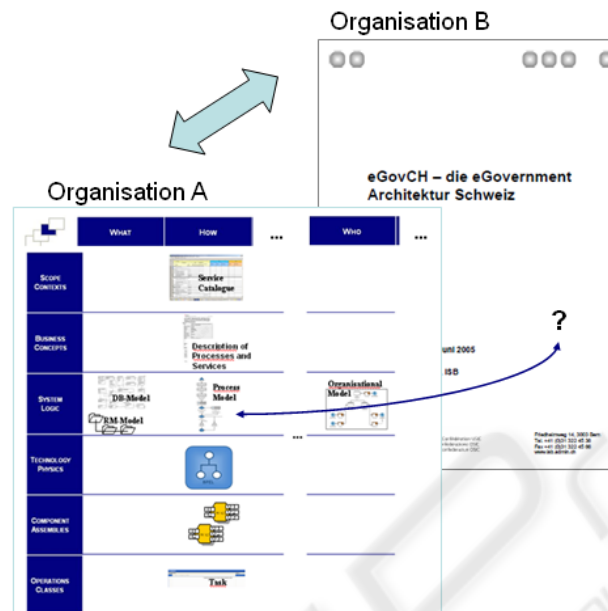 Organisation B
eGovCH – die eGovernment
Architektur Schweiz
Organisation A
WHAT HOW ... WHO ...
SCOPE
CONTEXTS
Service
Catalogue
BUSINESS
CONCEPTS
Description of
Processes and
Services
?
uni 2005
ISB
SYSTEM
LOGIC
DB-Model
RM-Model
Process
Model
Organisational
Model
...
TECHNOLOGY
PHYSICS
COMPONENT
ASSEMBLIES
OPERATIONS
CLASSES
Task